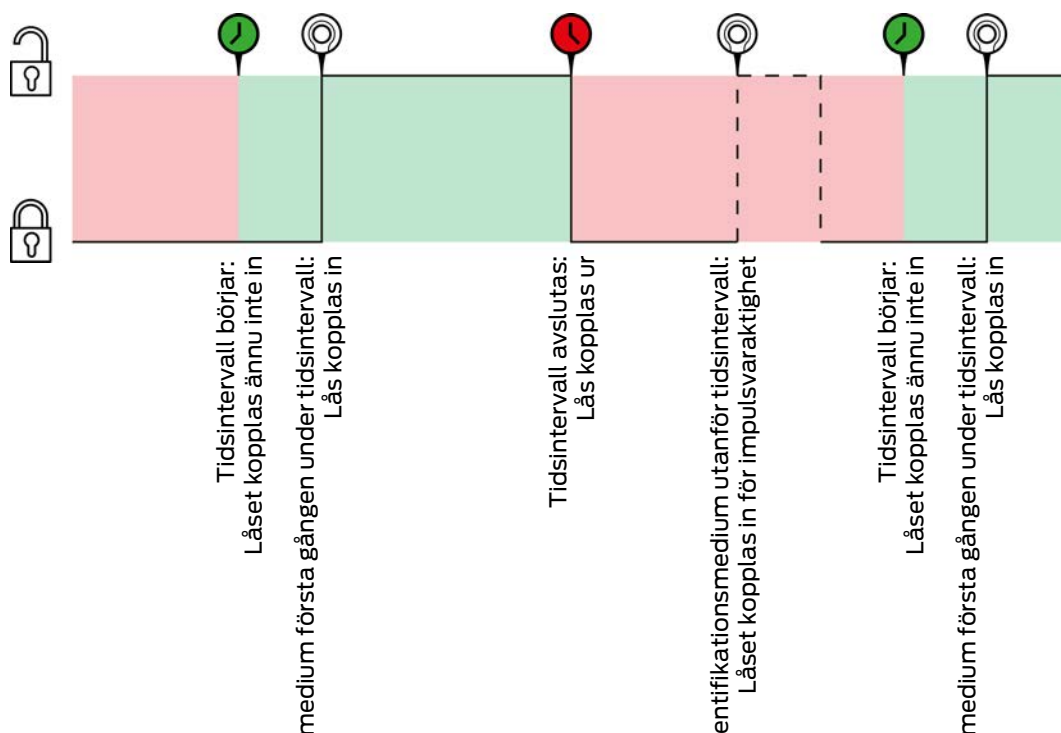 Tidsintervall börjar:
Låset kopplas ännu inte in
medium första gången under tidsintervall:
Lås kopplas in
Tidsintervall avslutas:
Lås kopplas ur
entifikationsmedium utanför tidsintervall:
Låset kopplas in för impulsvaraktighet
Tidsintervall börjar:
Låset kopplas ännu inte in
medium första gången under tidsintervall:
Lås kopplas in